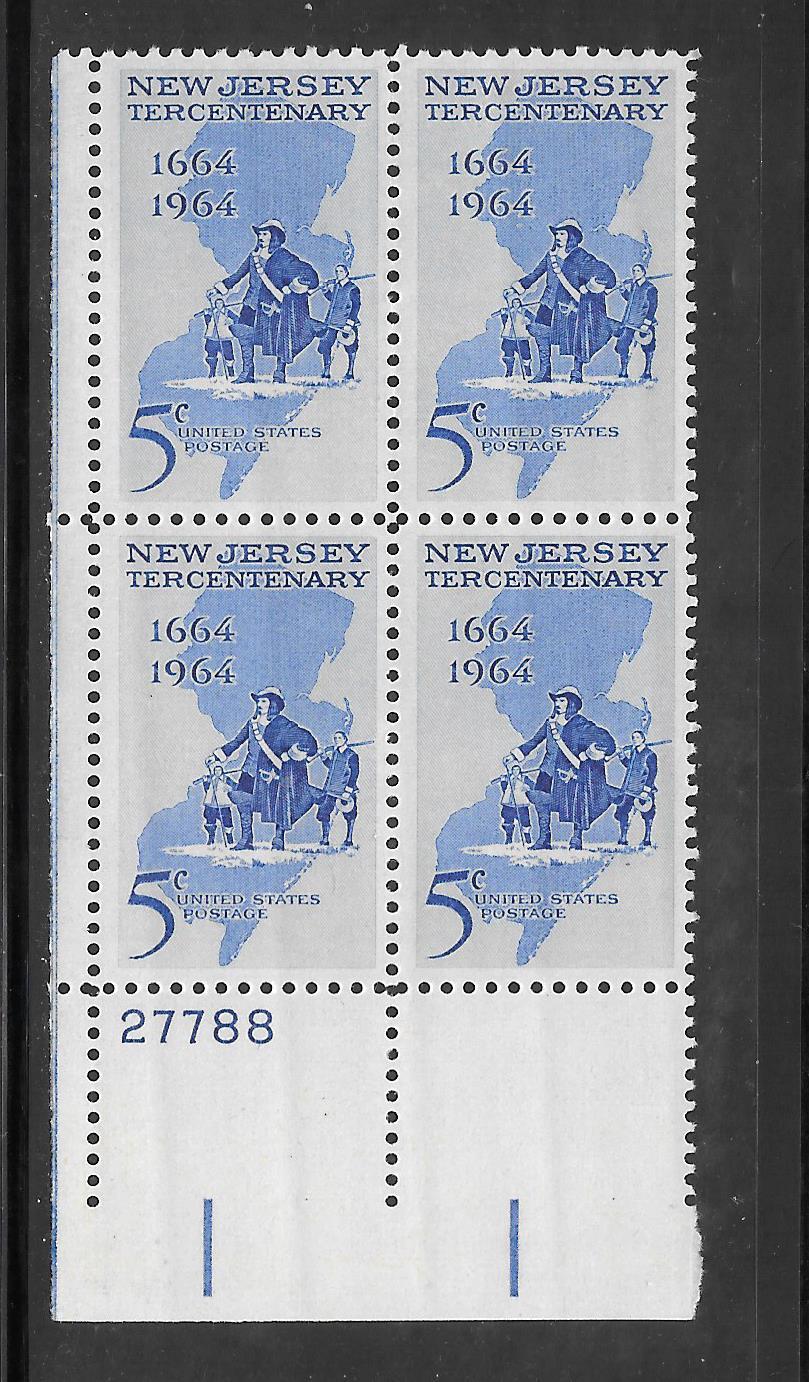 NEW JERSEY
TERCENTENARY
1664
1964
5c
UNITED STATES
POSTAGE
NEW JERSEY
TERCENTENARY
1664
1964
5c
UNITED STATES
POSTAGE
NEW JERSEY
TERCENTENARY
1664
1964
5c
UNITED STATES
POSTAGE
NEW JERSEY
TERCENTENARY
1664
1964
5c
UNITED STATES
POSTAGE
27788